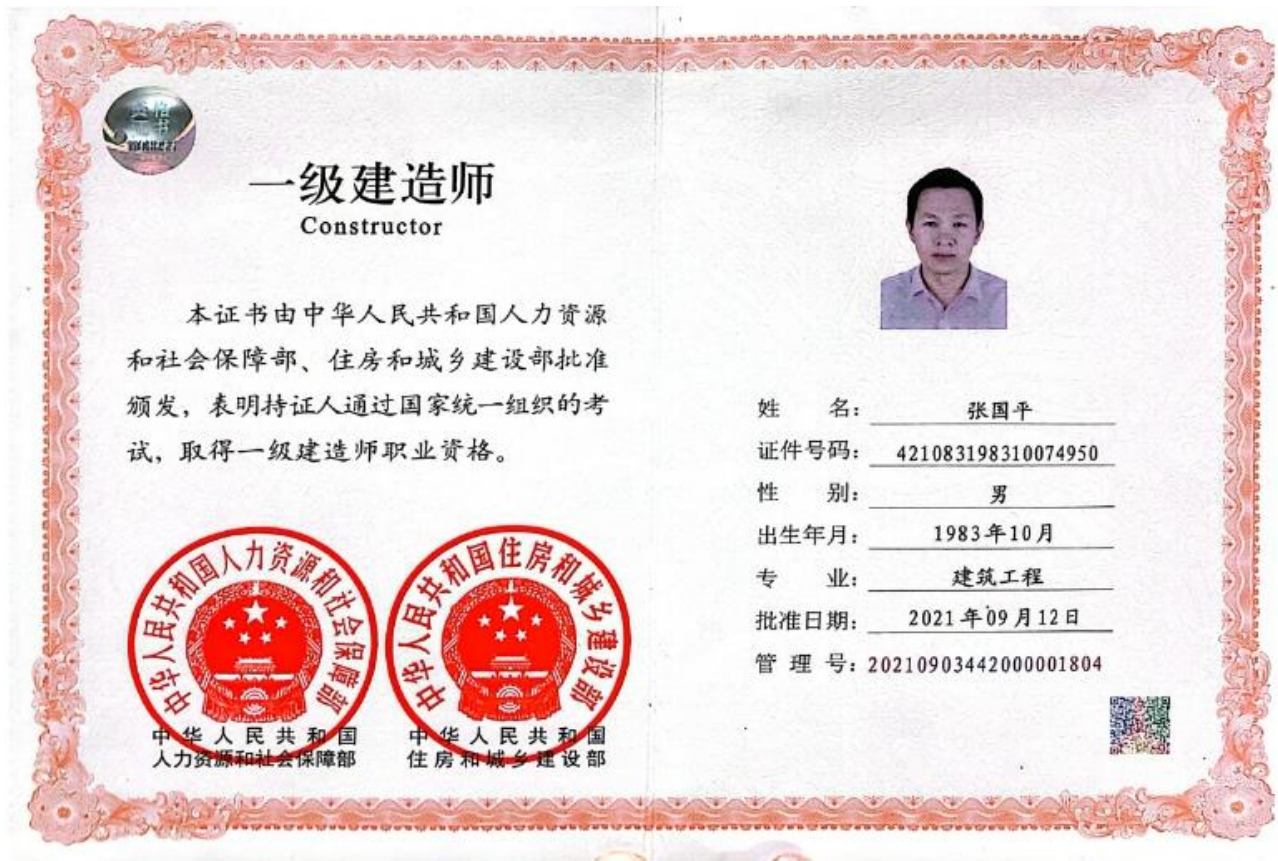 一级建造师
Constructor
本证书由中华人民共和国人力资源
和社会保障部、住房和城乡建设部批准
颁发，表明持证人通过国家统一组织的考
试，取得一级建造师职业资格。
中华人民共和国人力资源和社会保障部
中华人民共和国住房和城乡建设部
中华人民共和国
人力资源和社会保障部
中华人民共和国
住房和城乡建设部
姓 名：张国平
证件号码：421083198310074950
性 别：男
出生年月：1983年10月
专 业：建筑工程
批准日期：2021年09月12日
管 理 号：20210903442000001804